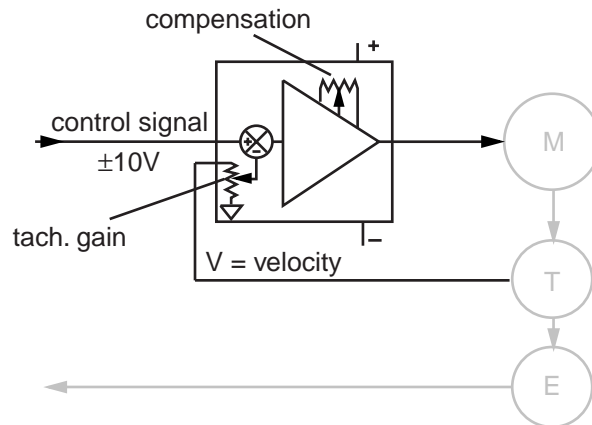 compensation
+
control signal
+
-
M
±10V
tach. gain
–
V = velocity
T
E